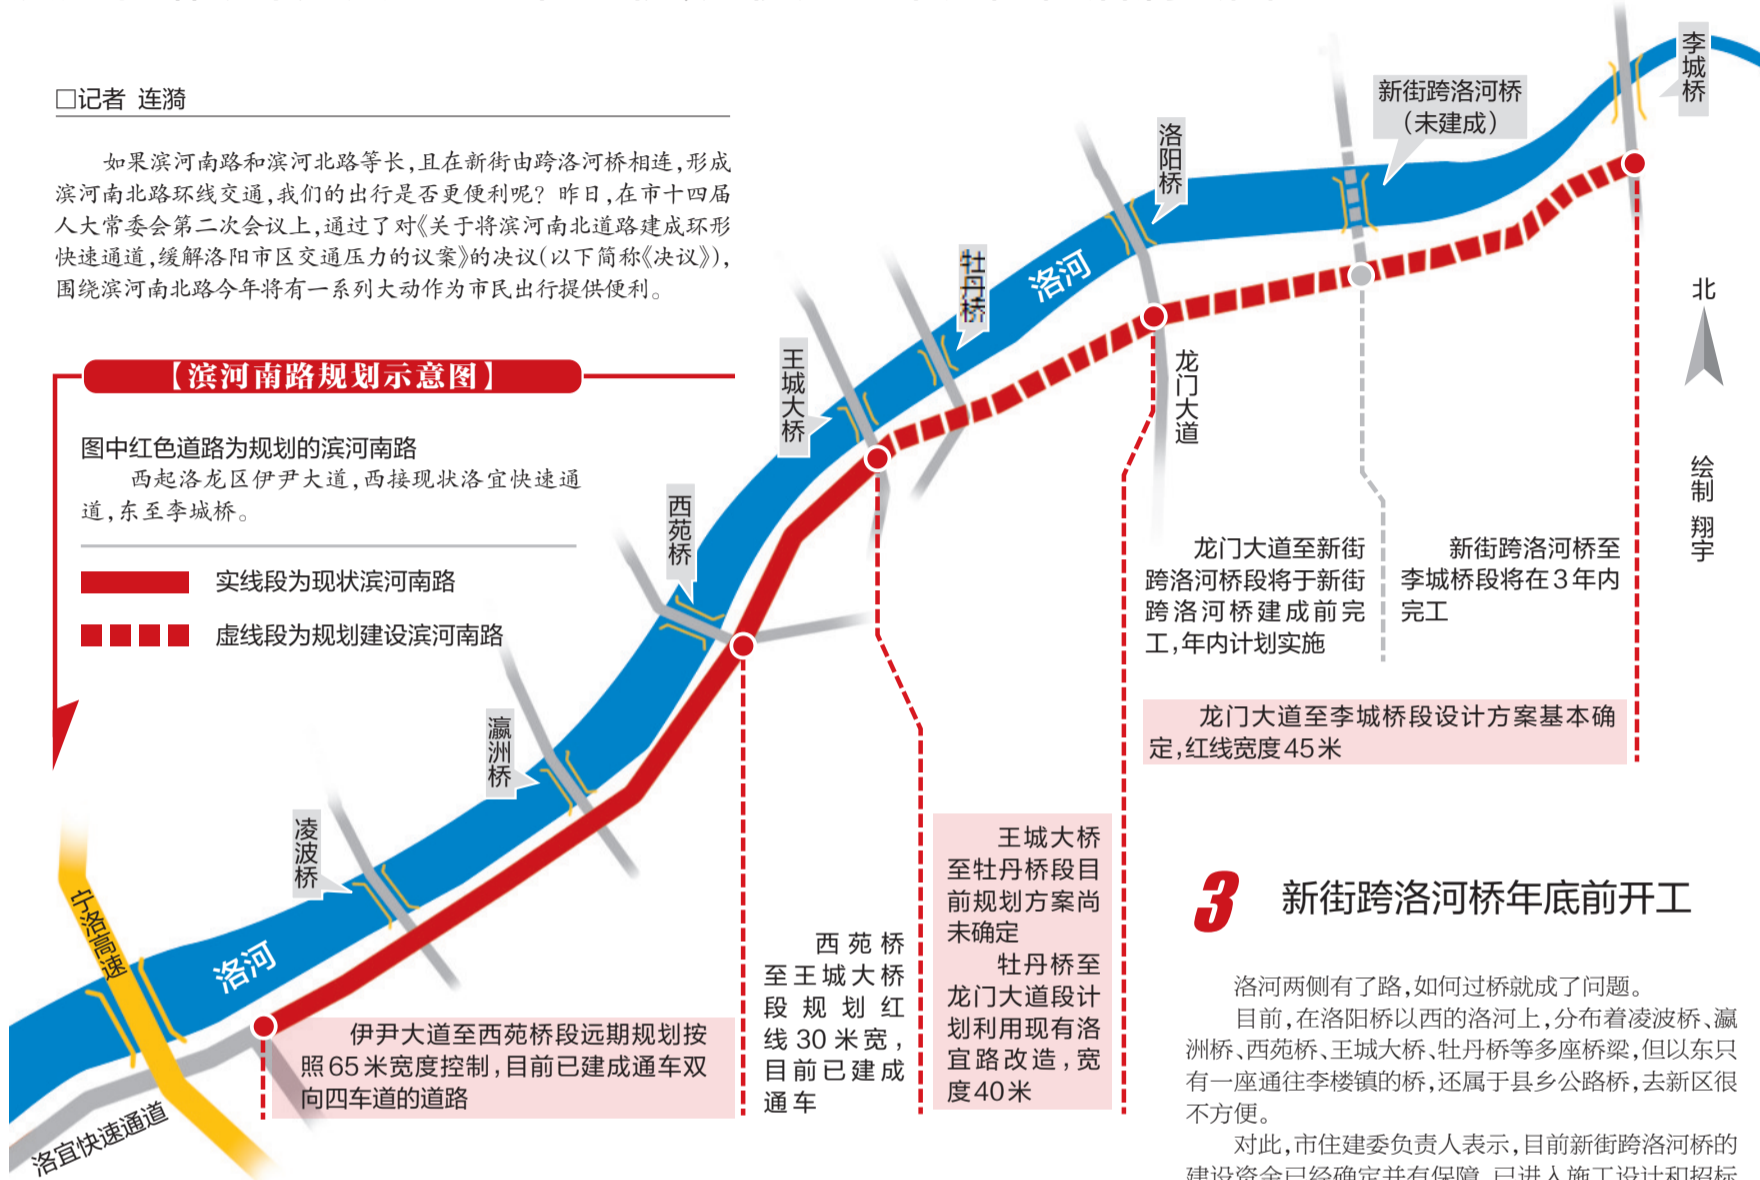 □记者 连漪
如果滨河南路和滨河北路等长,且在新街由跨洛河桥相连,形成
滨河南北路环线交通,我们的出行是否更便利呢? 昨日,在市十四届
人大常委会第二次会议上,通过了对《关于将滨河南北道路建成环形
快速通道,缓解洛阳市区交通压力的议案》的决议(以下简称《决议》),
围绕滨河南北路今年将有一系列大动作为市民出行提供便利。
【滨河南路规划示意图】
图中红色道路为规划的滨河南路
西起洛龙区伊尹大道,西接现状洛宜快速通
道,东至李城桥。
实线段为现状滨河南路
虚线段为规划建设滨河南路
李城桥
新街跨洛河桥
(未建成)
洛阳桥
牡丹桥
洛河
王城大桥
龙门大道
西苑桥
瀛洲桥
凌波桥
宁洛高速
洛河
洛宜快速通道
北
绘制 翔宇
伊尹大道至西苑桥段远期规划按
照65米宽度控制,目前已建成通车双
向四车道的道路
西苑桥
至王城大桥
段规划红
线30米宽,
目前已建成
通车
王城大桥
至牡丹桥段目
前规划方案尚
未确定
牡丹桥至
龙门大道段计
划利用现有洛
宜路改造,宽
度40米
龙门大道至新街
跨洛河桥段将于新街
跨洛河桥建成前完
工,年内计划实施
新街跨洛河桥至
李城桥段将在3年内
完工
龙门大道至李城桥段设计方案基本确
定,红线宽度45米
3 新街跨洛河桥年底前开工
洛河两侧有了路,如何过桥就成了问题。
目前,在洛阳桥以西的洛河上,分布着凌波桥、瀛
洲桥、西苑桥、王城大桥、牡丹桥等多座桥梁,但以东只
有一座通往李楼镇的桥,还属于县乡公路桥,去新区很
不方便。
对此,市住建委负责人表示,目前新街跨洛河桥的
建设资金已经确定并有保障,已进入施工设计和招标